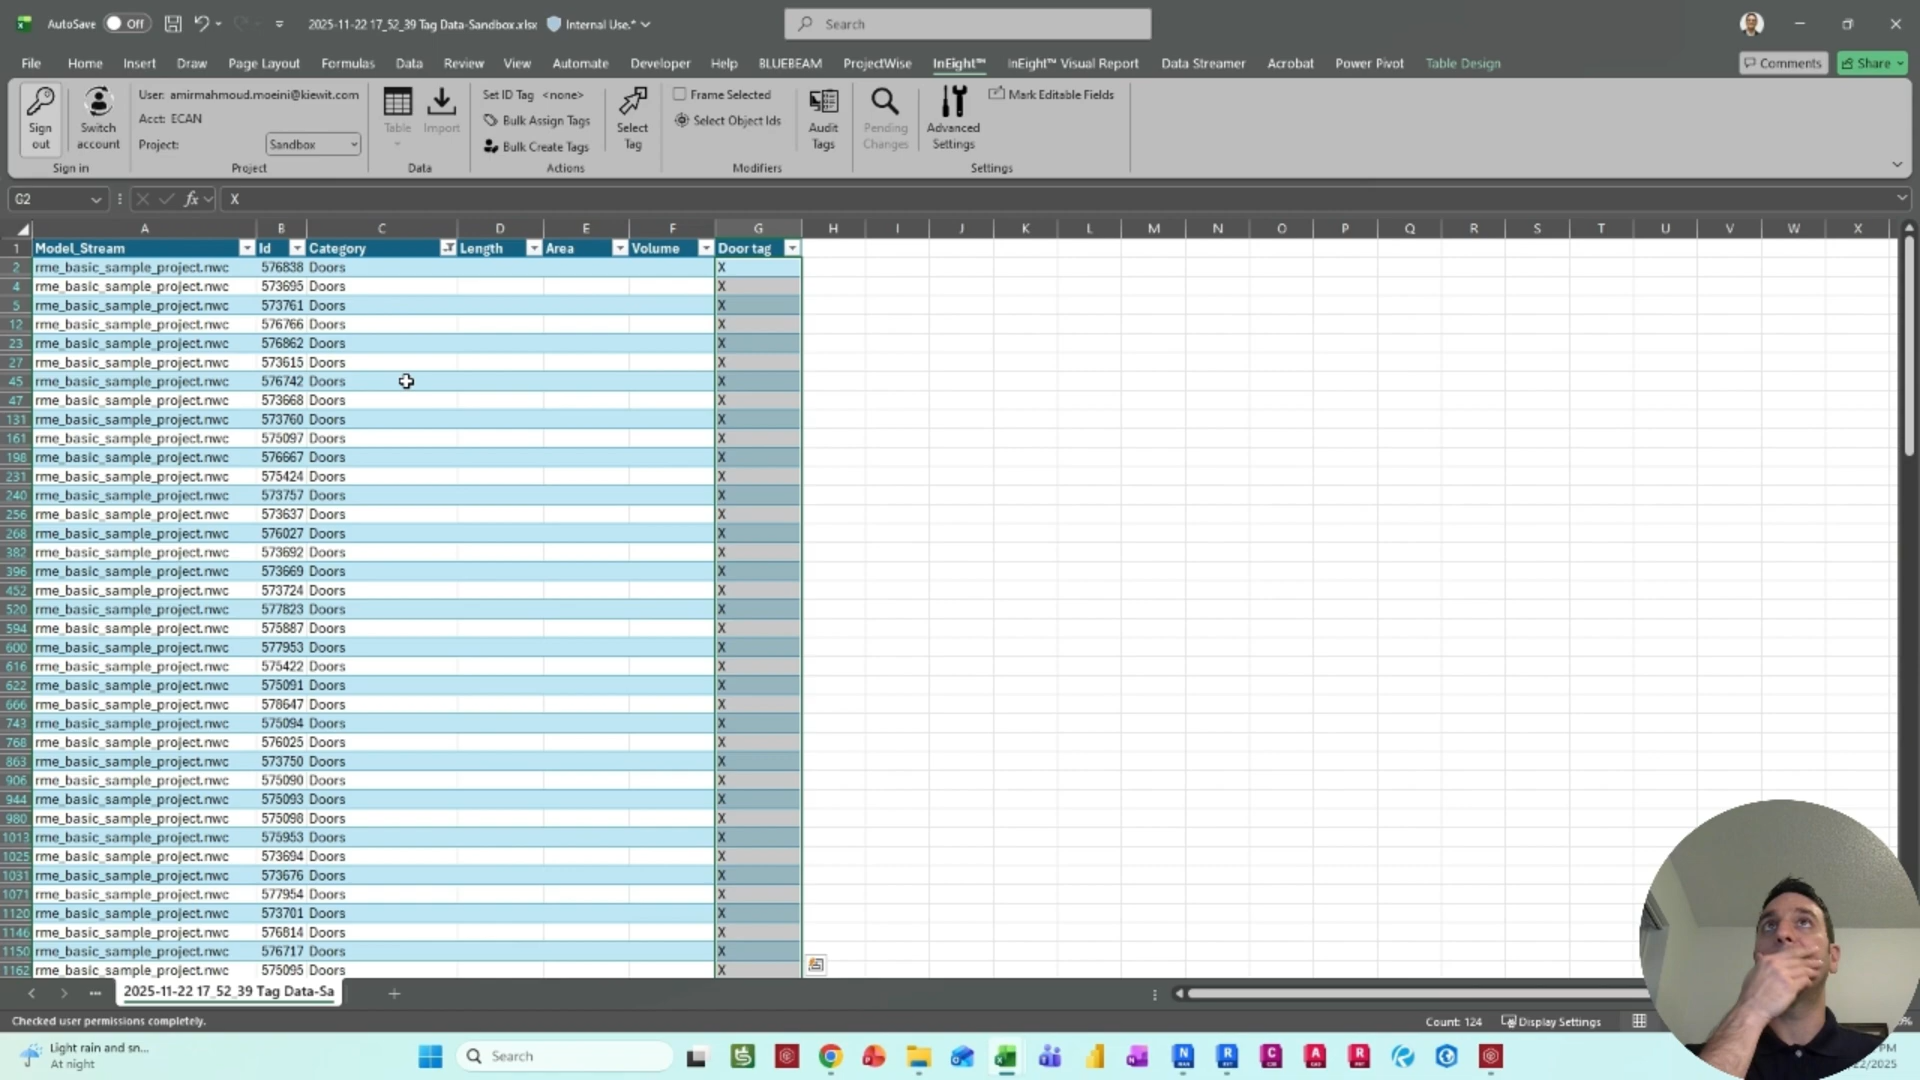 AutoSave Off 2025-11-22 17_52_39 Tag Data-Sandbox.xlsx Internal Use.* Search
File Home Insert Draw Page Layout Formulas Data Review View Automate Developer Help BLUEBEAM ProjectWise InEight™ InEight™ Visual Report Data Streamer Acrobat Power Pivot Table Design Comments Share
Sign out
Switch account
User: amirmahmoud.moeini@kiewit.com
Acct: ECAN
Project: Sandbox
Table
Import
Set ID Tag <none>
Bulk Assign Tags
Bulk Create Tags
Select Tag
Frame Selected
Select Object Ids
Audit Tags
Pending Changes
Advanced Settings
Mark Editable Fields
Sign in Project Data Actions Modifiers Settings
G2 fx X
A B C D E F G H I J K L M N O P Q R S T U V W X
1 Model_Stream Id Category Length Area Volume Door tag
2 rme_basic_sample_project.nwc 576838 Doors X
4 rme_basic_sample_project.nwc 573695 Doors X
5 rme_basic_sample_project.nwc 573761 Doors X
12 rme_basic_sample_project.nwc 576766 Doors X
23 rme_basic_sample_project.nwc 576862 Doors X
27 rme_basic_sample_project.nwc 573615 Doors X
45 rme_basic_sample_project.nwc 576742 Doors X
47 rme_basic_sample_project.nwc 573668 Doors X
131 rme_basic_sample_project.nwc 573760 Doors X
161 rme_basic_sample_project.nwc 575097 Doors X
198 rme_basic_sample_project.nwc 576667 Doors X
231 rme_basic_sample_project.nwc 575424 Doors X
240 rme_basic_sample_project.nwc 573757 Doors X
256 rme_basic_sample_project.nwc 573637 Doors X
268 rme_basic_sample_project.nwc 576027 Doors X
382 rme_basic_sample_project.nwc 573692 Doors X
396 rme_basic_sample_project.nwc 573669 Doors X
452 rme_basic_sample_project.nwc 573724 Doors X
520 rme_basic_sample_project.nwc 577823 Doors X
594 rme_basic_sample_project.nwc 575887 Doors X
600 rme_basic_sample_project.nwc 577953 Doors X
616 rme_basic_sample_project.nwc 575422 Doors X
622 rme_basic_sample_project.nwc 575091 Doors X
666 rme_basic_sample_project.nwc 578647 Doors X
743 rme_basic_sample_project.nwc 575094 Doors X
768 rme_basic_sample_project.nwc 576025 Doors X
863 rme_basic_sample_project.nwc 573750 Doors X
906 rme_basic_sample_project.nwc 575090 Doors X
944 rme_basic_sample_project.nwc 575093 Doors X
980 rme_basic_sample_project.nwc 575098 Doors X
1013 rme_basic_sample_project.nwc 575953 Doors X
1025 rme_basic_sample_project.nwc 573694 Doors X
1031 rme_basic_sample_project.nwc 573676 Doors X
1071 rme_basic_sample_project.nwc 577954 Doors X
1120 rme_basic_sample_project.nwc 573701 Doors X
1146 rme_basic_sample_project.nwc 576814 Doors X
1150 rme_basic_sample_project.nwc 576717 Doors X
1162 rme_basic_sample_project.nwc 575095 Doors X
2025-11-22 17_52_39 Tag Data-Sa
Checked user permissions completely. Count: 124 Display Settings
Light rain and sn...
At night
Search